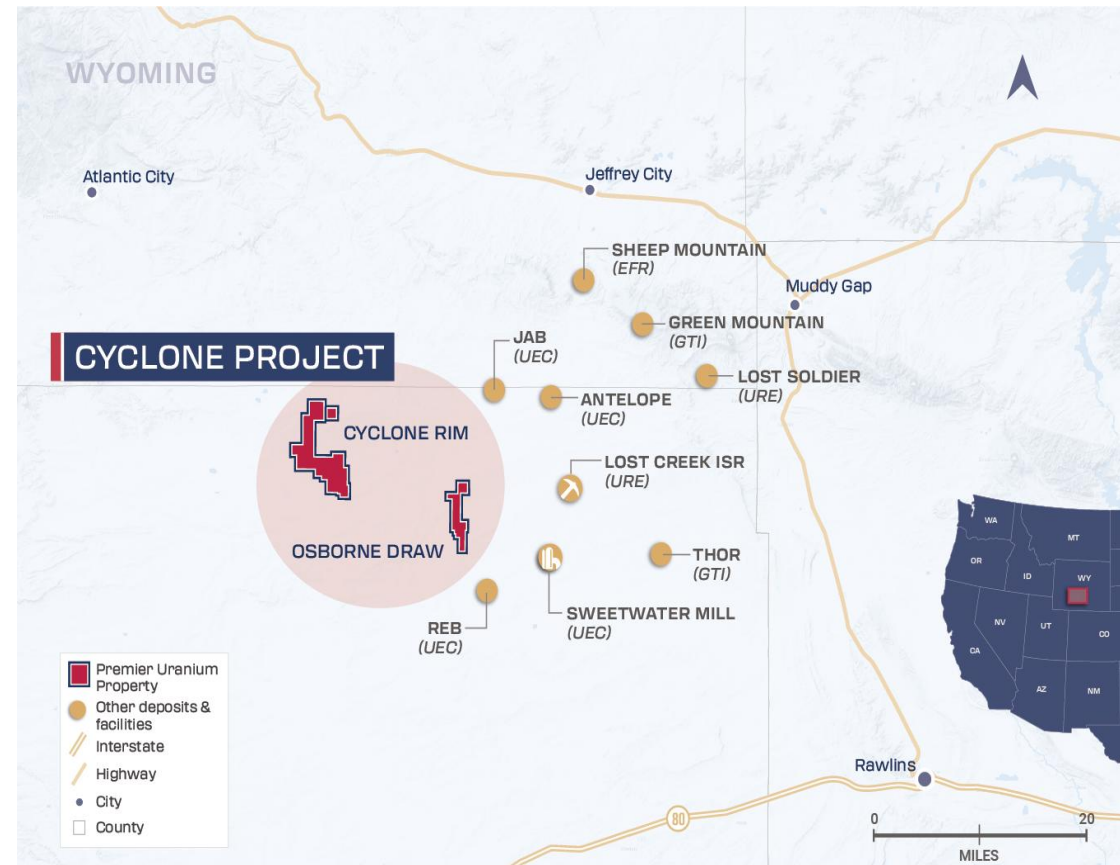 WYOMING
Atlantic City
Jeffrey City
SHEEP MOUNTAIN
(EFR)
Muddy Gap
GREEN MOUNTAIN
(GTI)
JAB
(UEC)
CYCLONE PROJECT
LOST SOLDIER
(URE)
ANTELOPE
(UEC)
CYCLONE RIM
LOST CREEK ISR
(URE)
OSBORNE DRAW
THOR
(GTI)
SWEETWATER MILL
(UEC)
REB
(UEC)
WA
MT
OR
ID
WY
NV
UT
CO
CA
AZ
NM
Premier Uranium
Property
Other deposits &
facilities
Interstate
Highway
City
County
Rawlins
80
0 20
MILES